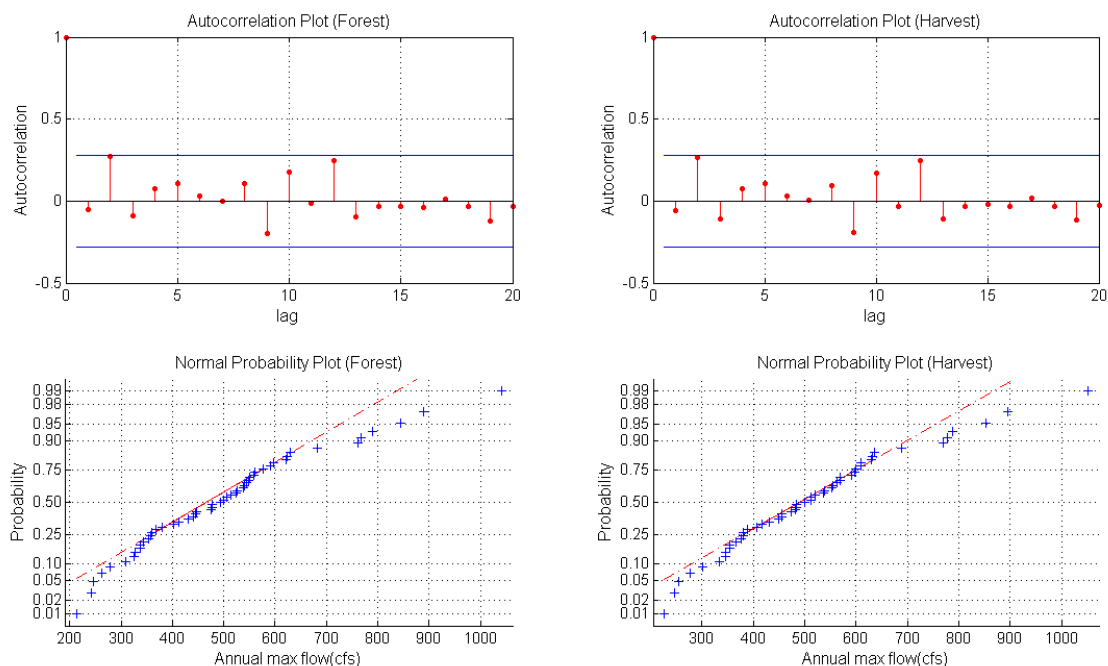 Autocorrelation Plot (Forest)
1
0.5
0
-0.5
Autocorrelation
0 5 10 15 20
lag
Autocorrelation Plot (Harvest)
1
0.5
0
-0.5
Autocorrelation
0 5 10 15 20
lag
Normal Probability Plot (Forest)
0.99
0.98
0.95
0.90
0.75
0.50
0.25
0.10
0.05
0.02
0.01
Probability
200 300 400 500 600 700 800 900 1000
Annual max flow(cfs)
Normal Probability Plot (Harvest)
0.99
0.98
0.95
0.90
0.75
0.50
0.25
0.10
0.05
0.02
0.01
Probability
300 400 500 600 700 800 900 1000
Annual max flow(cfs)